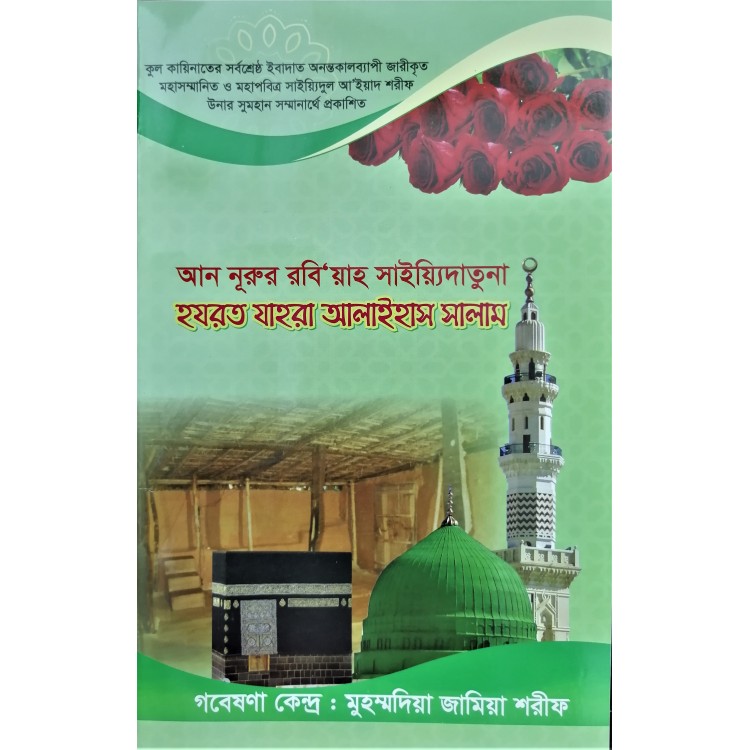 কুল কায়িনাতের সর্বশ্রেষ্ঠ ইবাদাত অনন্তকালব্যাপী জারীকৃত
মহাসম্মানিত ও মহাপবিত্র সাইয়্যিদুল আ'ইয়াদ শরীফ
উনার সুমহান সম্মানার্থে প্রকাশিত
আন নূরুর রবি‘য়াহ সাইয়্যিদাতুনা
হযরত যাহরা আলাইহাস সালাম
গবেষণা কেন্দ্র : মুহম্মদিয়া জামিয়া শরীফ